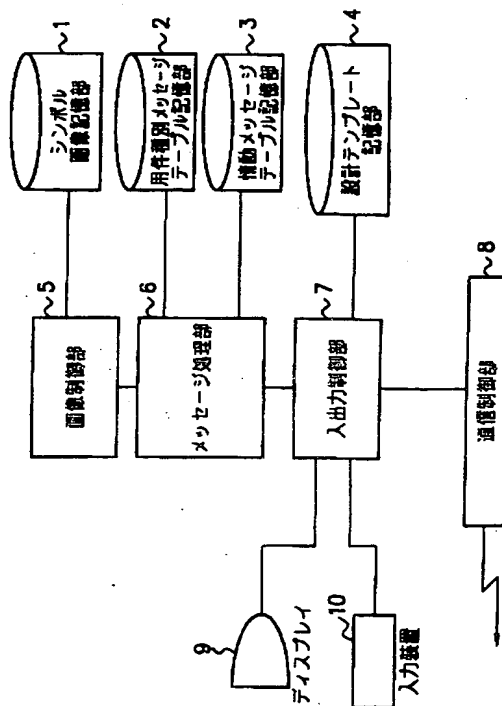 1
シンボル
画像記憶部
2
用件種別メッセージ
テーブル記憶部
3
情動メッセージ
テーブル記憶部
4
設計テンプレート
記憶部
5
画像制御部
6
メッセージ処理部
7
入出力制御部
8
通信制御部
9
ディスプレイ
10
入力装置